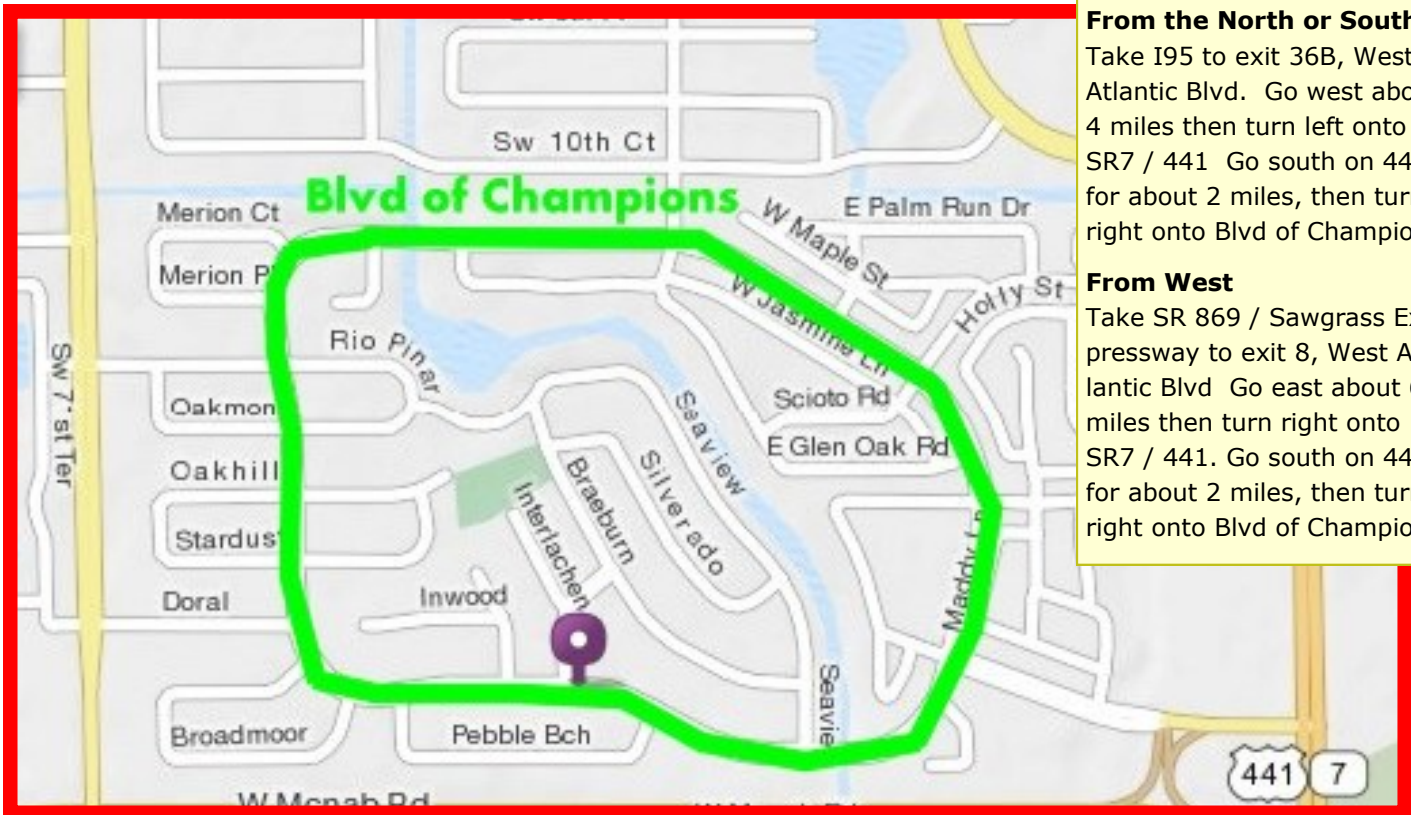 From the North or South
Take I95 to exit 36B, West
Atlantic Blvd. Go west abo
4 miles then turn left onto
SR7 / 441 Go south on 44
for about 2 miles, then tur
right onto Blvd of Champio
From West
Take SR 869 / Sawgrass Ex
pressway to exit 8, West A
lantic Blvd Go east about
miles then turn right onto
SR7 / 441. Go south on 44
for about 2 miles, then tur
right onto Blvd of Champio
Sw 10th Ct
Blvd of Champions
Merion Ct
W Maple St
E Palm Run Dr
Merion P
W Jasmine Ln
Holly St
Rio Pinar
Sw 7'st Ter
Oakmon
Seaview
Scioto Rd
E Glen Oak Rd
Oakhill
Silverado
Braeburn
Interlachen
Stardus
Maddy Ln
Doral
Inwood
Seavie
Broadmoor
Pebble Bch
441
7
W Mcnab Rd